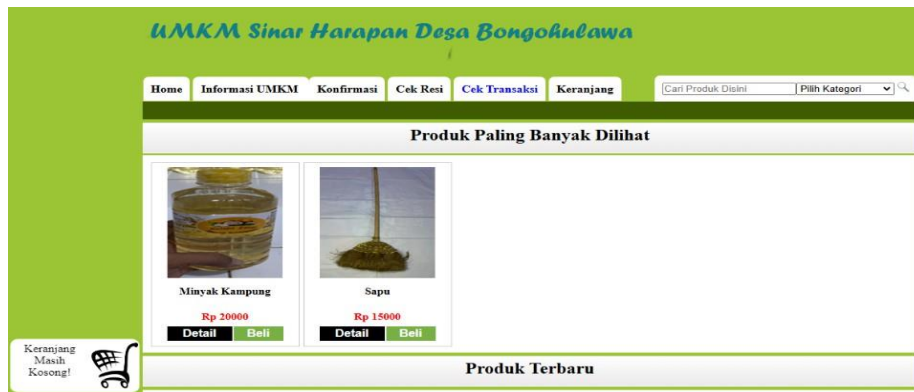 UMKM Sinar Harapan Desa Bongohulawa
Home Informasi UMKM Konfirmasi Cek Resi Cek Transaksi Keranjang Cari Produk Disini Pilih Kategori
Produk Paling Banyak Dilihat
Minyak Kampung Sapu
Rp 20000 Rp 15000
Detail Beli Detail Beli
Keranjang
Masih
Kosong!
Produk Terbaru